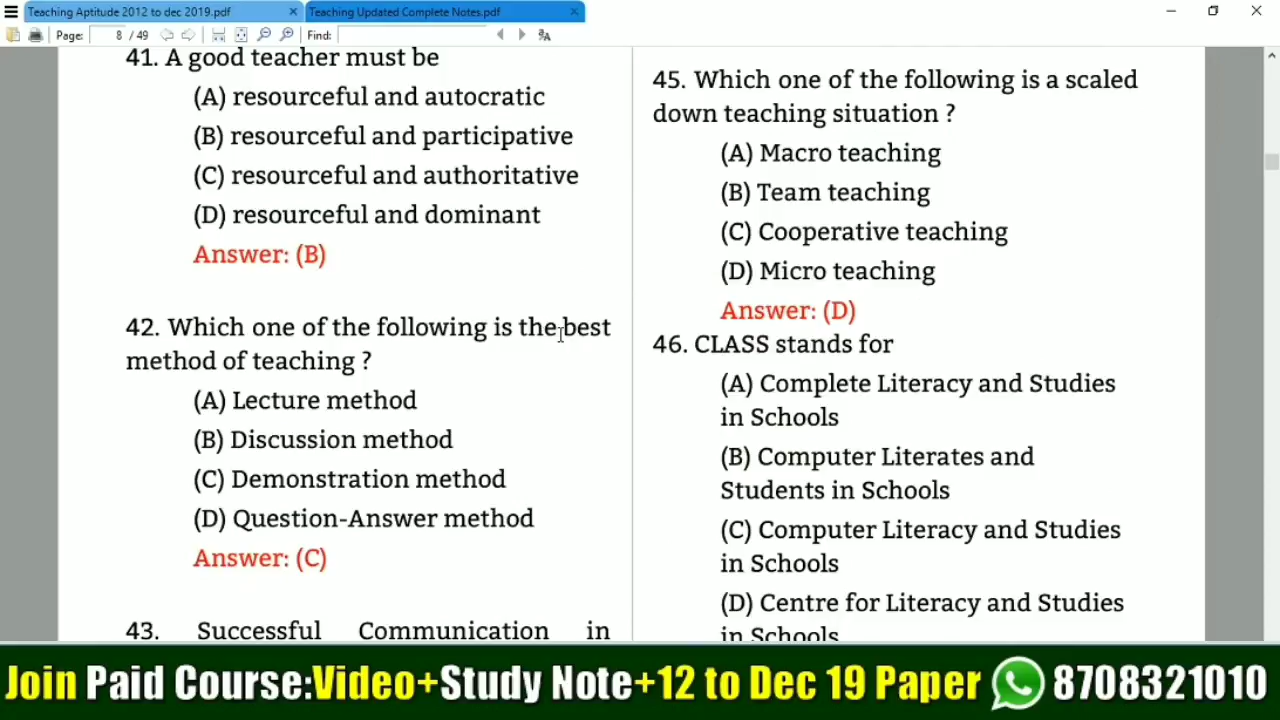 Teaching Aptitude 2012 to dec 2019.pdf
Teaching Updated Complete Notes.pdf
Page: 8 / 49 Find:
41. A good teacher must be
(A) resourceful and autocratic
(B) resourceful and participative
(C) resourceful and authoritative
(D) resourceful and dominant
Answer: (B)
42. Which one of the following is the best
method of teaching ?
(A) Lecture method
(B) Discussion method
(C) Demonstration method
(D) Question-Answer method
Answer: (C)
43. Successful Communication in
45. Which one of the following is a scaled
down teaching situation ?
(A) Macro teaching
(B) Team teaching
(C) Cooperative teaching
(D) Micro teaching
Answer: (D)
46. CLASS stands for
(A) Complete Literacy and Studies
in Schools
(B) Computer Literates and
Students in Schools
(C) Computer Literacy and Studies
in Schools
(D) Centre for Literacy and Studies
in Schools
Join Paid Course:Video+Study Note+12 to Dec 19 Paper 8708321010